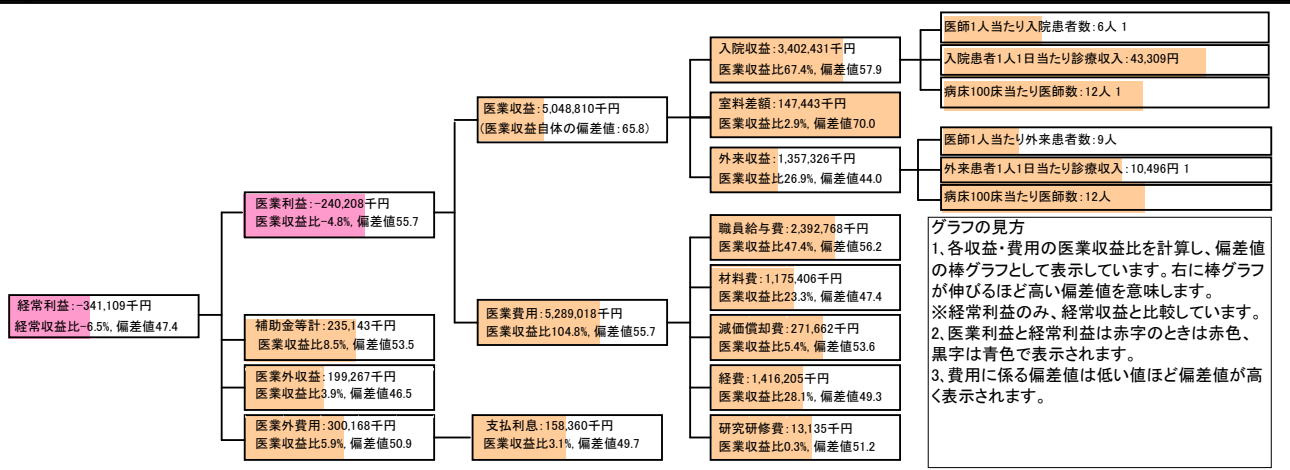 経常利益:-341,109千円
経常収益比-6.5%, 偏差値47.4
医業利益:-240,208千円
医業収益比-4.8%, 偏差値55.7
補助金等計:235,143千円
医業収益比8.5%, 偏差値53.5
医業外収益:199,267千円
医業収益比3.9%, 偏差値46.5
医業外費用:300,168千円
医業収益比5.9%, 偏差値50.9
支払利息:158,360千円
医業収益比3.1%, 偏差値49.7
医業収益:5,048,810千円
(医業収益自体の偏差値:65.8)
医業費用:5,289,018千円
医業収益比104.8%, 偏差値55.7
入院収益:3,402,431千円
医業収益比67.4%, 偏差値57.9
室料差額:147,443千円
医業収益比2.9%, 偏差値70.0
外来収益:1,357,326千円
医業収益比26.9%, 偏差値44.0
職員給与費:2,392,768千円
医業収益比47.4%, 偏差値56.2
材料費:1,175,406千円
医業収益比23.3%, 偏差値47.4
減価償却費:271,662千円
医業収益比5.4%, 偏差値53.6
経費:1,416,205千円
医業収益比28.1%, 偏差値49.3
研究研修費:13,135千円
医業収益比0.3%, 偏差値51.2
医師1人当たり入院患者数:6人 1
入院患者1人1日当たり診療収入:43,309円
病床100床当たり医師数:12人 1
医師1人当たり外来患者数:9人
外来患者1人1日当たり診療収入:10,496円 1
病床100床当たり医師数:12人
グラフの見方
1、各収益・費用の医業収益比を計算し、偏差値
の棒グラフとして表示しています。右に棒グラフ
が伸びるほど高い偏差値を意味します。
※経常利益のみ、経常収益と比較しています。
2、医業利益と経常利益は赤字のときは赤色、
黒字は青色で表示されます。
3、費用に係る偏差値は低い値ほど偏差値が高
く表示されます。